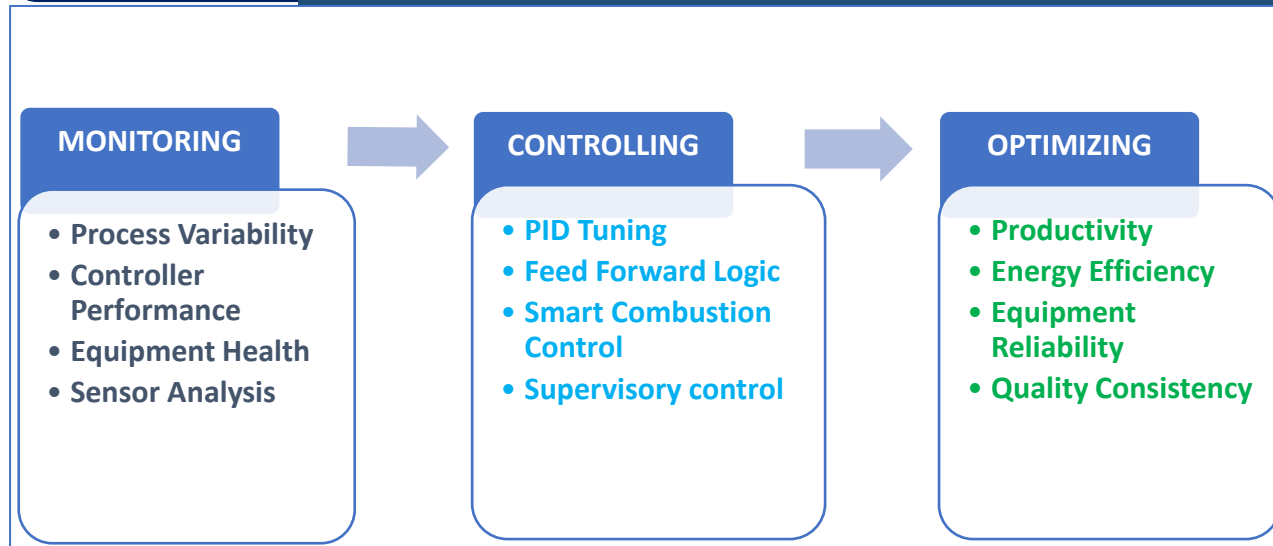 MONITORING
• Process Variability
• Controller
Performance
• Equipment Health
• Sensor Analysis
CONTROLLING
• PID Tuning
• Feed Forward Logic
• Smart Combustion
Control
• Supervisory control
OPTIMIZING
• Productivity
• Energy Efficiency
• Equipment
Reliability
• Quality Consistency